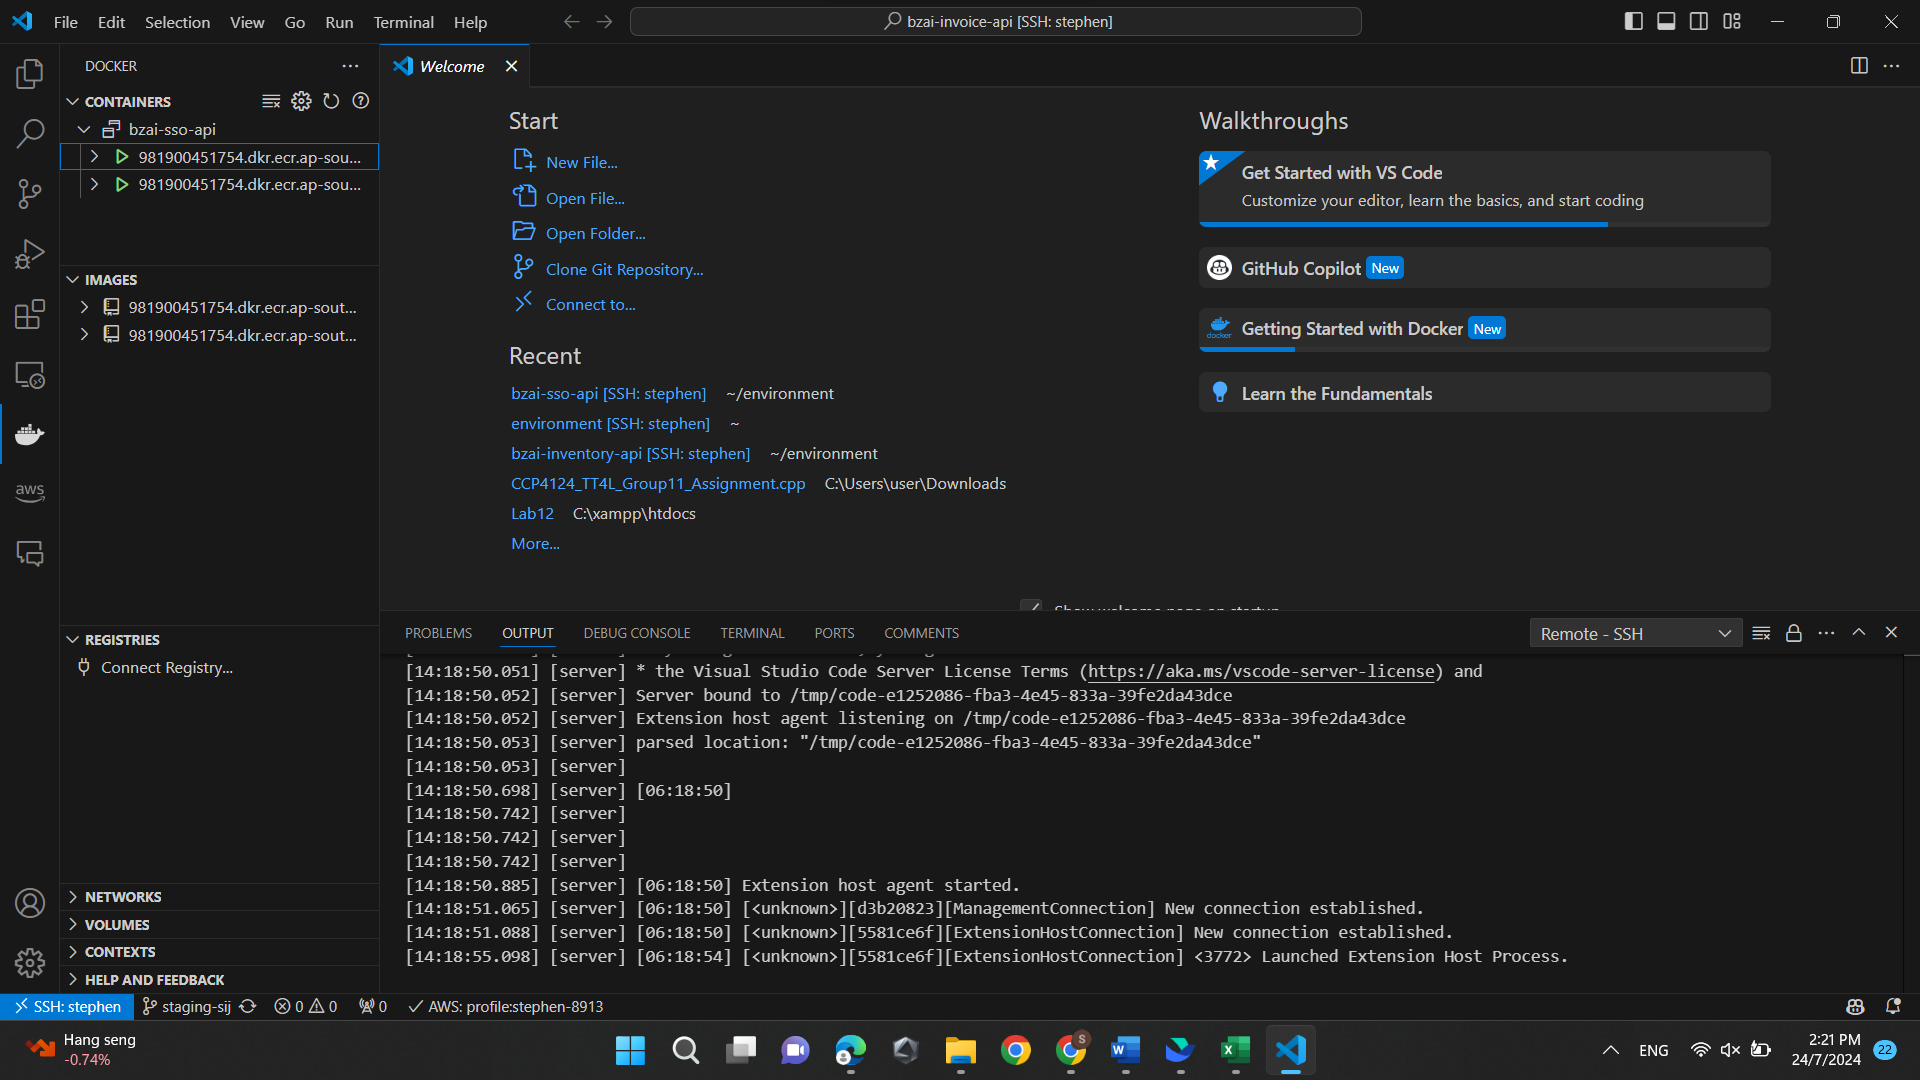 File Edit Selection View Go Run Terminal Help
bzai-invoice-api [SSH: stephen]
DOCKER
CONTAINERS
bzai-sso-api
981900451754.dkr.ecr.ap-sou...
981900451754.dkr.ecr.ap-sou...
IMAGES
981900451754.dkr.ecr.ap-sout...
981900451754.dkr.ecr.ap-sout...
REGISTRIES
Connect Registry...
NETWORKS
VOLUMES
CONTEXTS
HELP AND FEEDBACK
aws
Welcome
Start
New File...
Open File...
Open Folder...
Clone Git Repository...
Connect to...
Recent
bzai-sso-api [SSH: stephen] ~/environment
environment [SSH: stephen] ~
bzai-inventory-api [SSH: stephen] ~/environment
CCP4124_TT4L_Group11_Assignment.cpp C:\Users\user\Downloads
Lab12 C:\xampp\htdocs
More...
Walkthroughs
Get Started with VS Code
Customize your editor, learn the basics, and start coding
GitHub Copilot New
docker
Getting Started with Docker New
Learn the Fundamentals
Show welcome page on startup
PROBLEMS OUTPUT DEBUG CONSOLE TERMINAL PORTS COMMENTS
Remote - SSH
[14:18:50.051] [server] * the Visual Studio Code Server License Terms (https://aka.ms/vscode-server-license) and
[14:18:50.052] [server] Server bound to /tmp/code-e1252086-fba3-4e45-833a-39fe2da43dce
[14:18:50.052] [server] Extension host agent listening on /tmp/code-e1252086-fba3-4e45-833a-39fe2da43dce
[14:18:50.053] [server] parsed location: "/tmp/code-e1252086-fba3-4e45-833a-39fe2da43dce"
[14:18:50.053] [server]
[14:18:50.698] [server] [06:18:50]
[14:18:50.742] [server]
[14:18:50.742] [server]
[14:18:50.742] [server]
[14:18:50.885] [server] [06:18:50] Extension host agent started.
[14:18:51.065] [server] [06:18:50] [<unknown>][d3b20823][ManagementConnection] New connection established.
[14:18:51.088] [server] [06:18:50] [<unknown>][5581ce6f][ExtensionHostConnection] New connection established.
[14:18:55.098] [server] [06:18:54] [<unknown>][5581ce6f][ExtensionHostConnection] <3772> Launched Extension Host Process.
SSH: stephen staging-sij 0 0 0 AWS: profile:stephen-8913
Hang seng
-0.74%
S
ENG
2:21 PM
24/7/2024
22